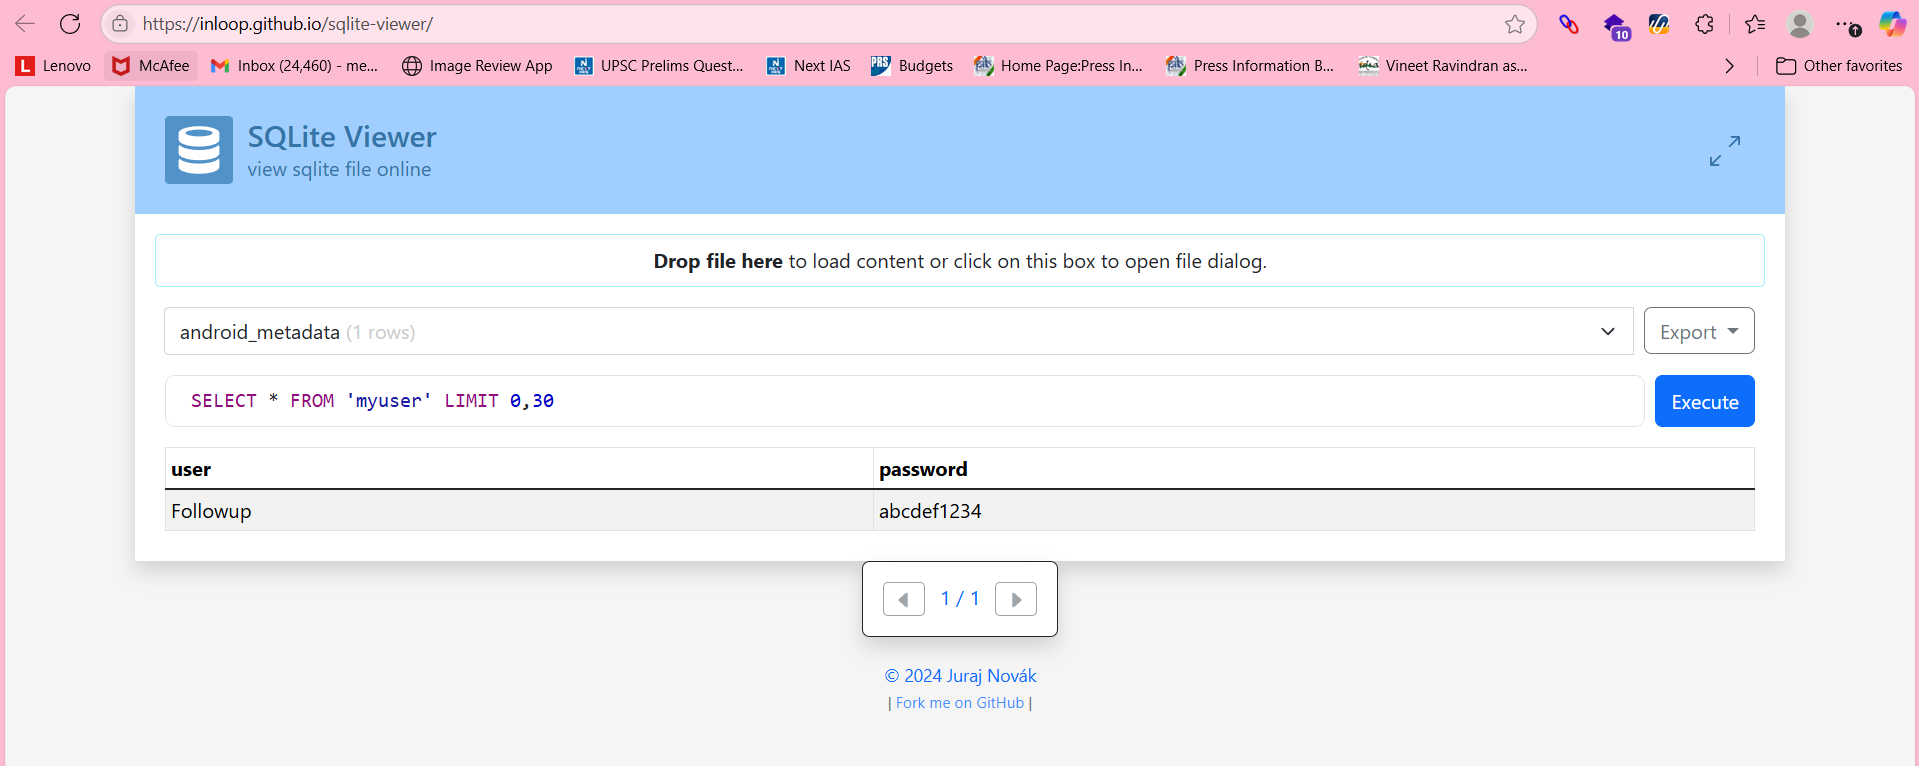 https://inloop.github.io/sqlite-viewer/
10
Lenovo McAfee Inbox (24,460) - me... Image Review App UPSC Prelims Quest... Next IAS Budgets Home Page:Press In... Press Information B... Vineet Ravindran as... Other favorites
SQLite Viewer
view sqlite file online
Drop file here to load content or click on this box to open file dialog.
android_metadata (1 rows) Export
SELECT * FROM 'myuser' LIMIT 0,30 Execute
user password
Followup abcdef1234
1 / 1
© 2024 Juraj Novák
| Fork me on GitHub |